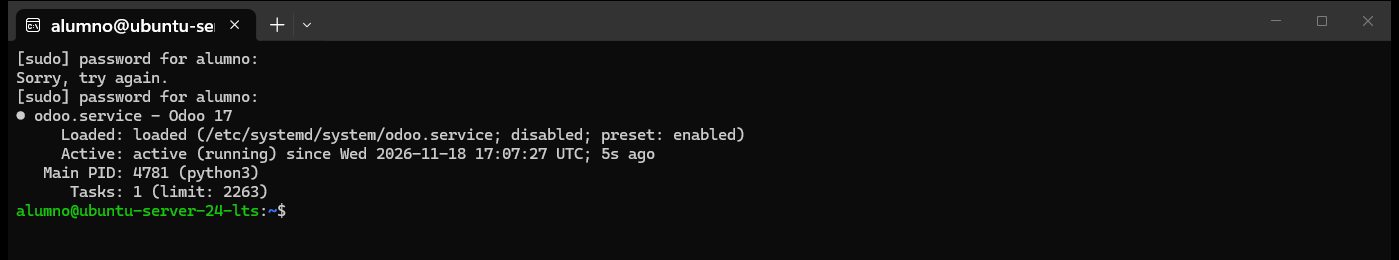 alumno@ubuntu-se
[sudo] password for alumno:
Sorry, try again.
[sudo] password for alumno:
● odoo.service - Odoo 17
Loaded: loaded (/etc/systemd/system/odoo.service; disabled; preset: enabled)
Active: active (running) since Wed 2026-11-18 17:07:27 UTC; 5s ago
Main PID: 4781 (python3)
Tasks: 1 (limit: 2263)
alumno@ubuntu-server-24-lts:~$